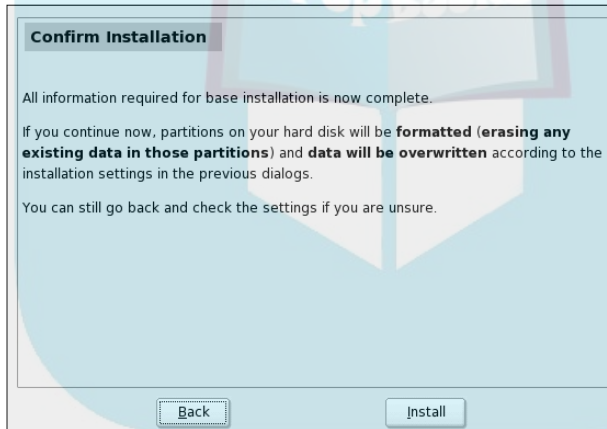 Confirm Installation
All information required for base installation is now complete.
If you continue now, partitions on your hard disk will be formatted (erasing any
existing data in those partitions) and data will be overwritten according to the
installation settings in the previous dialogs.
You can still go back and check the settings if you are unsure.
Back
Install